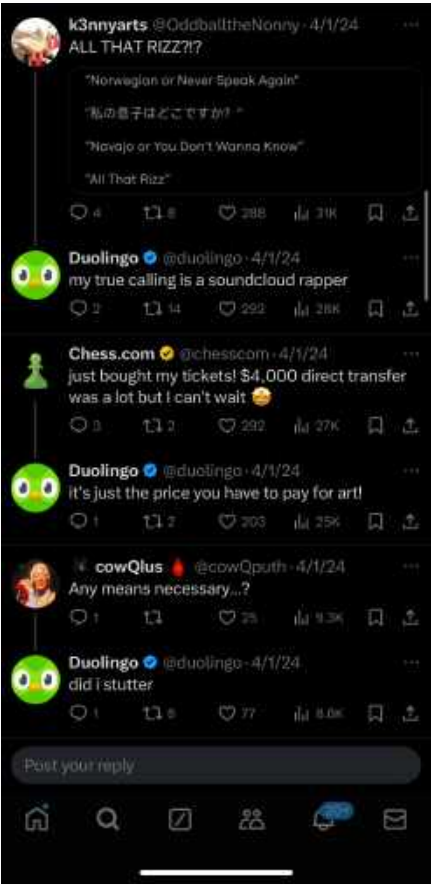 k3nnyarts @OddballtheNonny · 4/1/24
ALL THAT RIZZ?!?
"Norwegian or Never Speak Again"
"私の息子はどこですか? "
"Navajo or You Don't Wanna Know"
"All That Rizz"
4 8 288 31K
Duolingo @duolingo · 4/1/24
my true calling is a soundcloud rapper
2 14 292 28K
Chess.com @chesscom · 4/1/24
just bought my tickets! $4,000 direct transfer
was a lot but I can't wait 🤩
3 2 292 27K
Duolingo @duolingo · 4/1/24
it's just the price you have to pay for art!
1 2 203 25K
cowQlus 🩸 @cowQputh · 4/1/24
Any means necessary...?
1 25 9.3K
Duolingo @duolingo · 4/1/24
did i stutter
1 6 77 8.6K
Post your reply